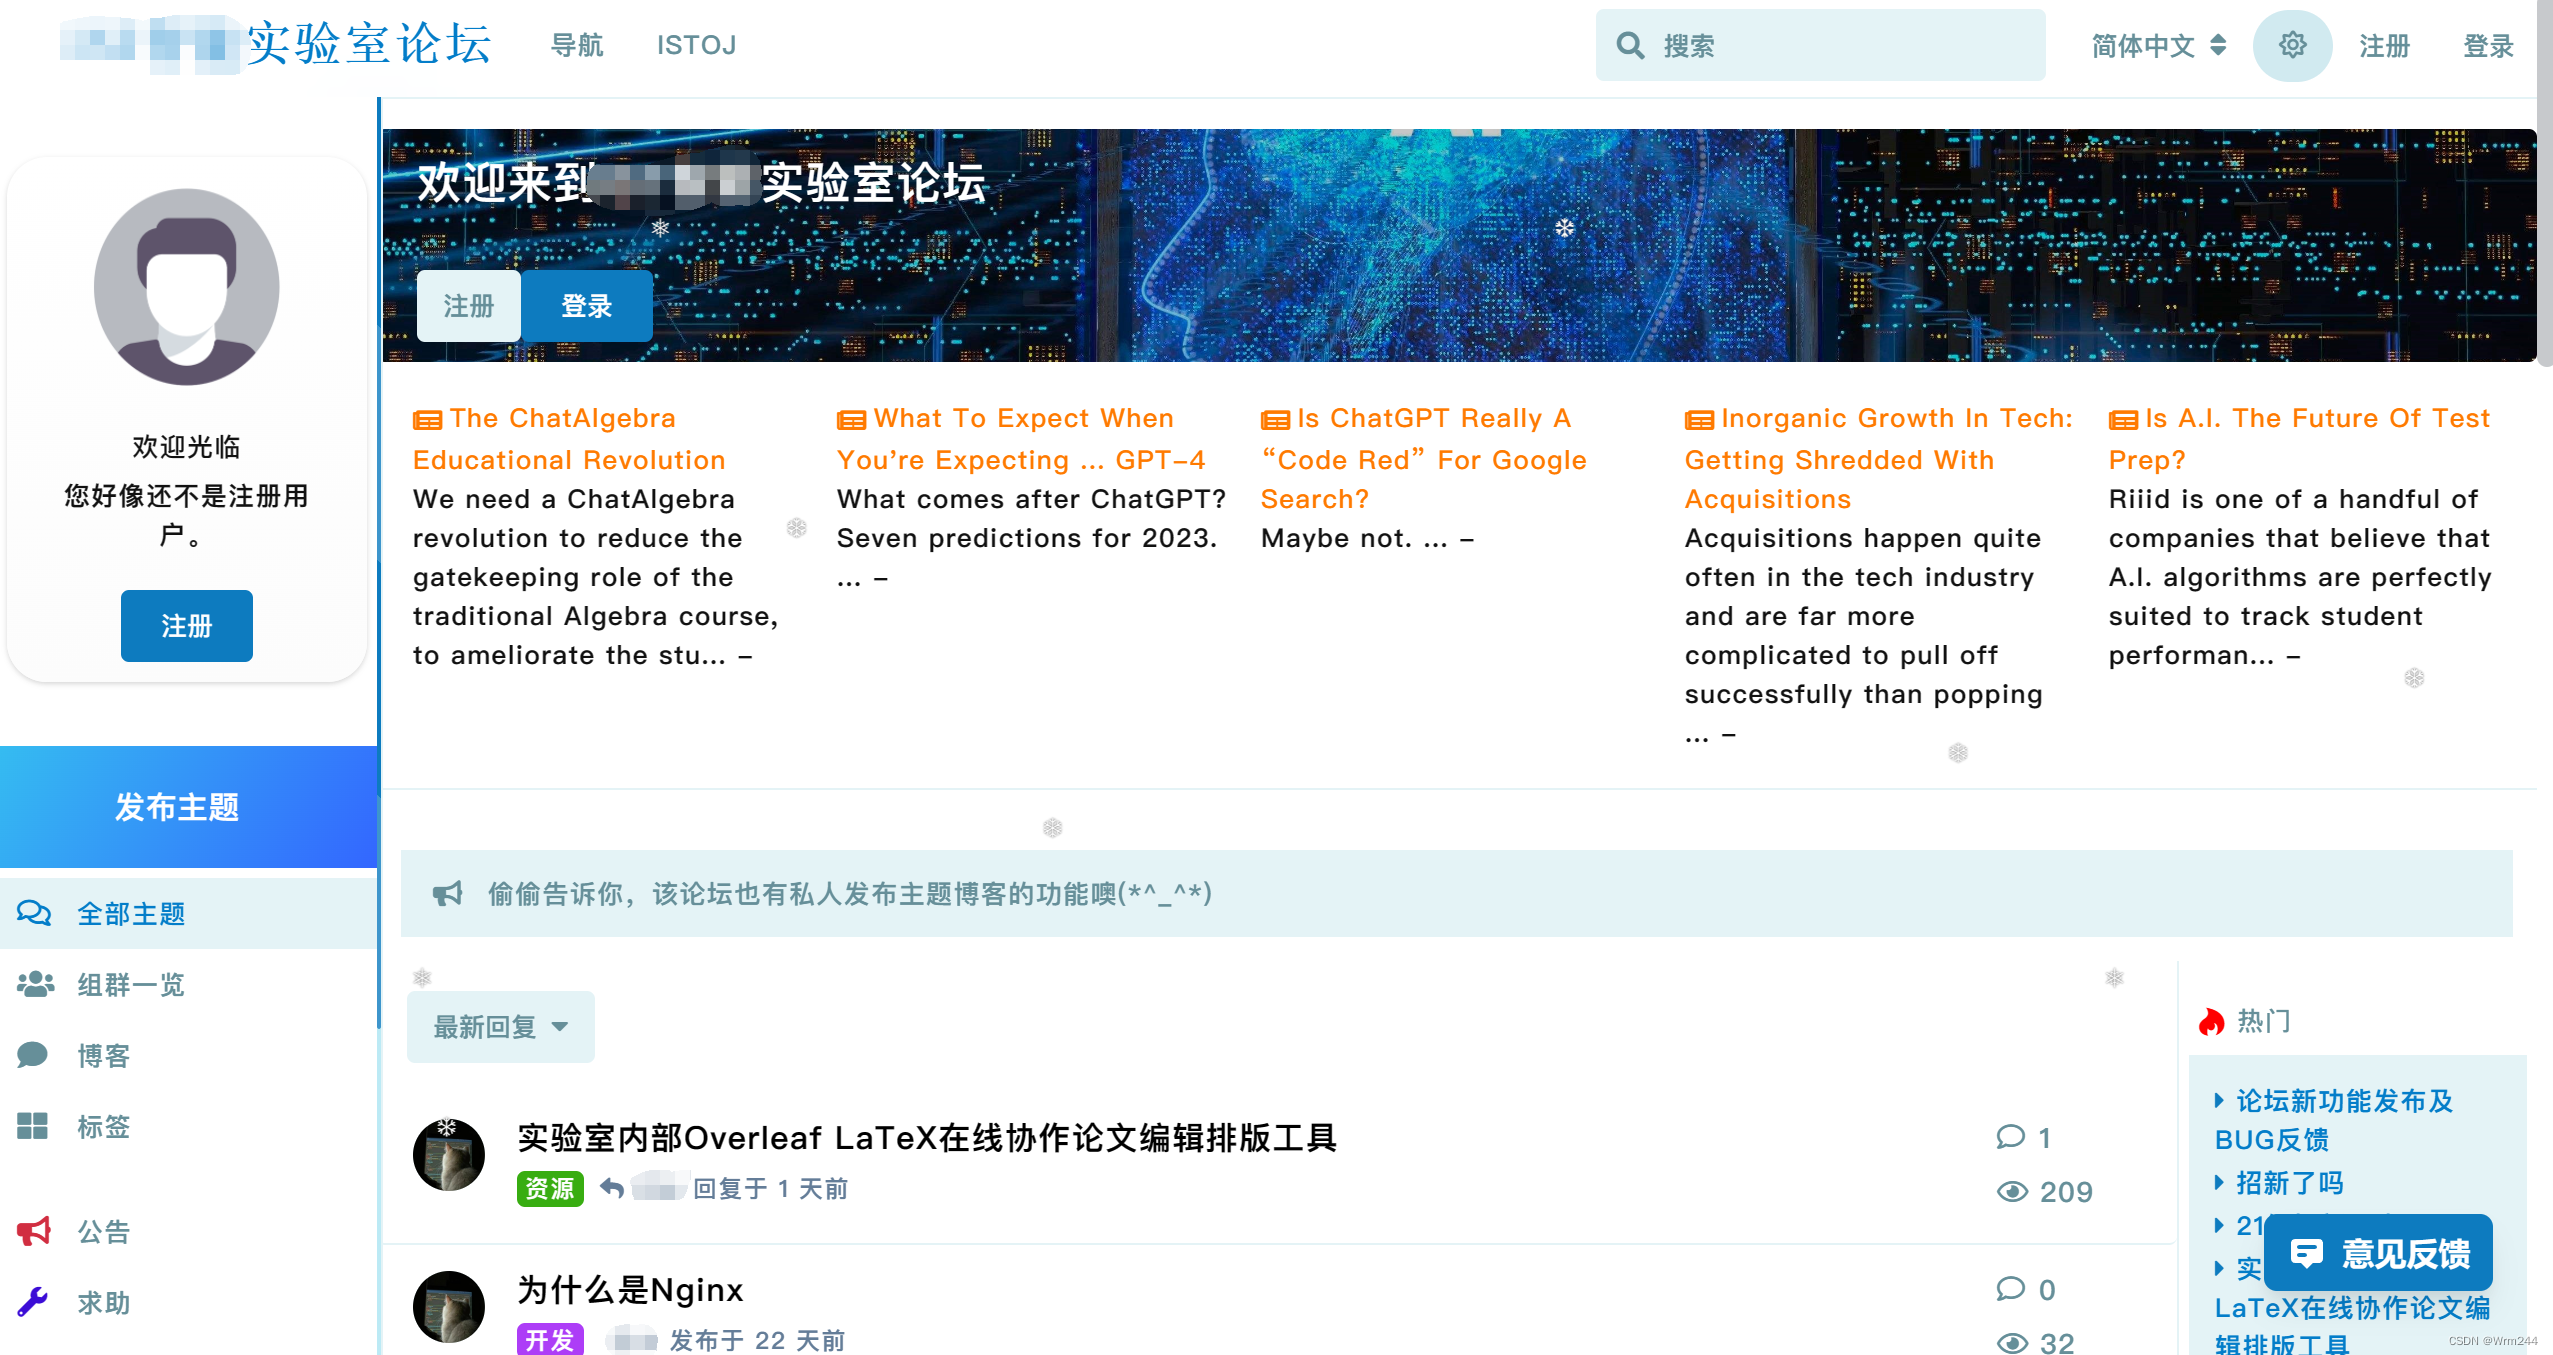 实验室论坛
导航
ISTOJ
搜索
简体中文
注册
登录
欢迎光临
您好像还不是注册用
户。
注册
发布主题
全部主题
组群一览
博客
标签
公告
求助
欢迎来到
实验室论坛
注册
登录
The ChatAlgebra
Educational Revolution
We need a ChatAlgebra
revolution to reduce the
gatekeeping role of the
traditional Algebra course,
to ameliorate the stu... –
What To Expect When
You’re Expecting ... GPT–4
What comes after ChatGPT?
Seven predictions for 2023.
... –
Is ChatGPT Really A
“Code Red” For Google
Search?
Maybe not. ... –
Inorganic Growth In Tech:
Getting Shredded With
Acquisitions
Acquisitions happen quite
often in the tech industry
and are far more
complicated to pull off
successfully than popping
... –
Is A.I. The Future Of Test
Prep?
Riiid is one of a handful of
companies that believe that
A.I. algorithms are perfectly
suited to track student
performan... –
偷偷告诉你，该论坛也有私人发布主题博客的功能噢(*^_^*)
最新回复
实验室内部Overleaf LaTeX在线协作论文编辑排版工具
资源
回复于 1 天前
1
209
为什么是Nginx
开发
发布于 22 天前
0
32
热门
论坛新功能发布及
BUG反馈
招新了吗
21
实
LaTeX在线协作论文编
辑排版工具
意见反馈
CSDN @Wrm244